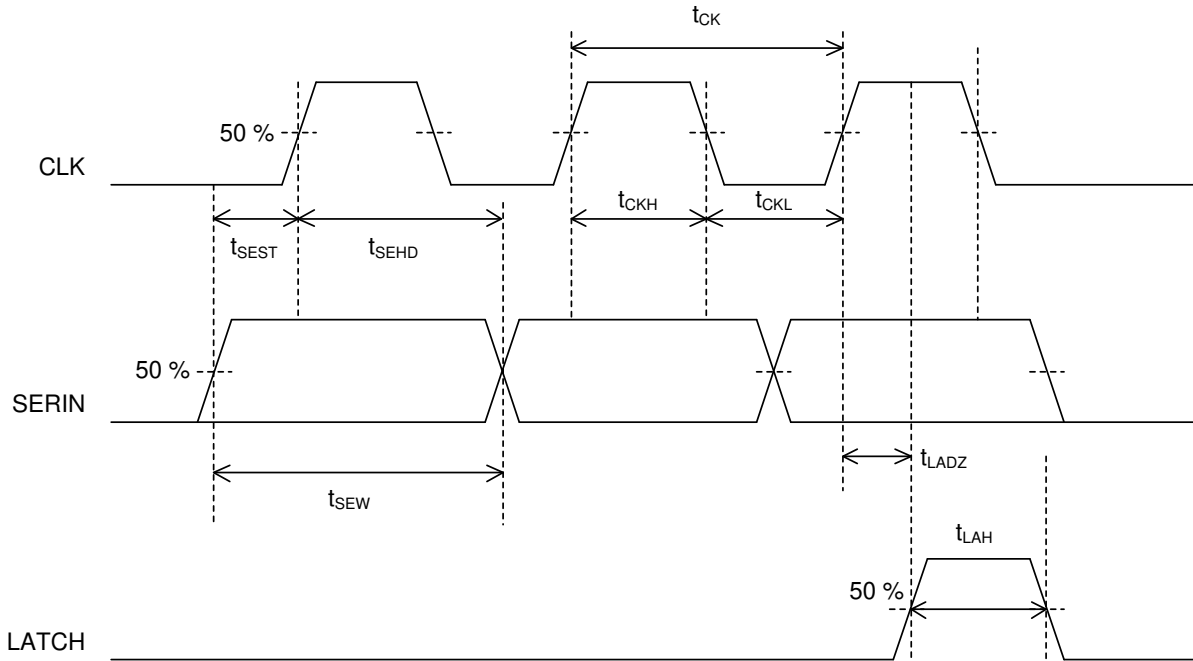 tCK
50 %
CLK
tCKH
tCKL
tSEST
tSEHD
50 %
SERIN
tLADZ
tSEW
tLAH
50 %
LATCH